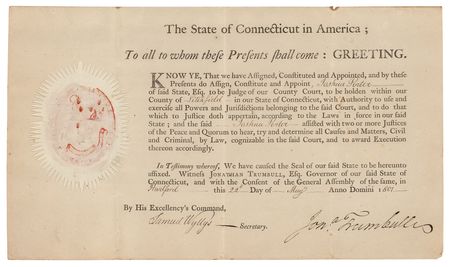 The State of Connecticut in America;
To all to whom these Presents shall come: GREETING.
KNOW YE, That we have Assigned, Constituted and Appointed, and by these
Presents do Assign, Constitute and Appoint, Joshua Porter
of said State, Esq. to be Judge of our County Court, to be holden within our
County of Litchfield in our State of Connecticut, with Authority to use and
exercise all Powers and Jurisdictions belonging to the said Court, and to do that
which to Justice doth appertain, according to the Laws in force in our said
State; and the said Joshua Porter assisted with two or more Justices
of the Peace and Quorum to hear, try and determine all Causes and Matters, Civil
and Criminal, by Law, cognizable in the said Court, and to award Execution
thereon accordingly.
In Testimony whereof, We have caused the Seal of our said State to be hereunto
affixed. Witness JONATHAN TRUMBULL, Esq. Governor of our said State of
Connecticut, and with the Consent of the General Assembly of the same, in
Hartford this 22d Day of May Anno Domini 1801.
By His Excellency's Command,
Samuel Wyllys Secretary.
Jona Trumbull